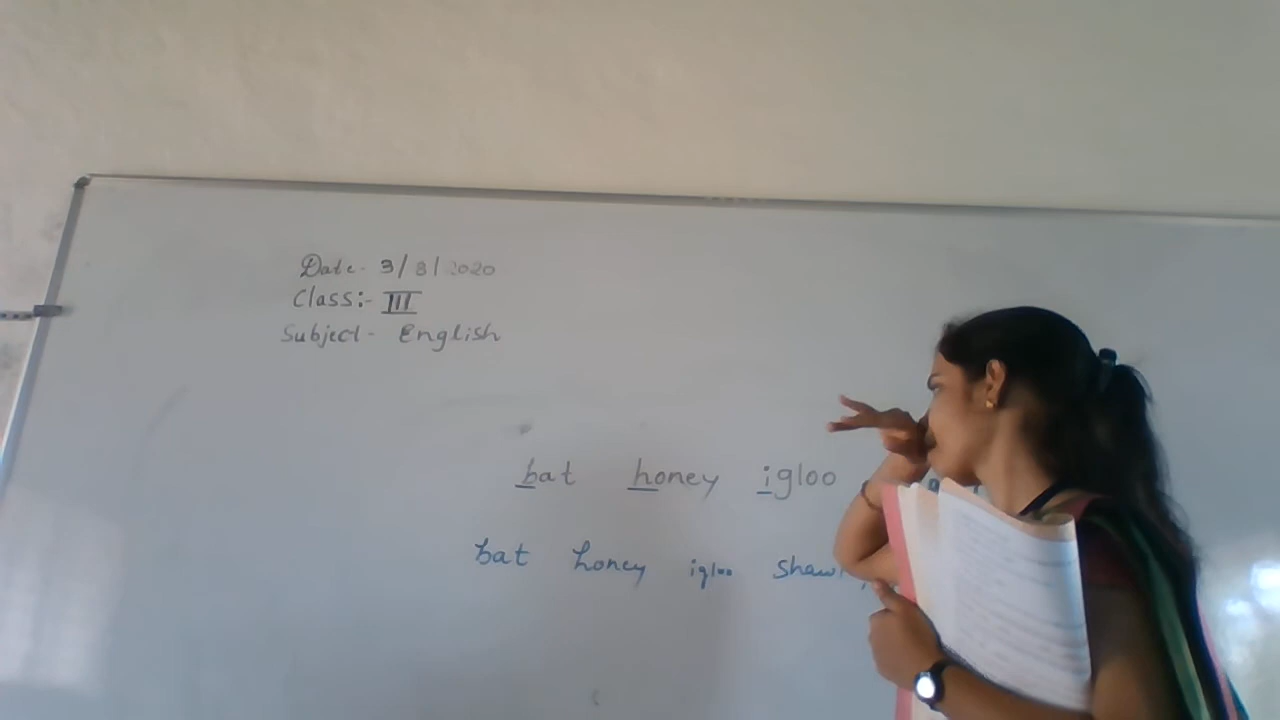 Date - 3/8/2020
Class:- III
Subject - English
bat honey igloo
bat honey igloo shawl